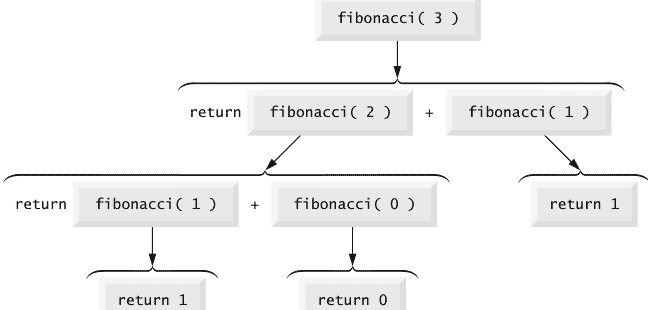 fibonacci( 3 )
return fibonacci( 2 ) + fibonacci( 1 )
return fibonacci( 1 ) + fibonacci( 0 ) return 1
return 1 return 0